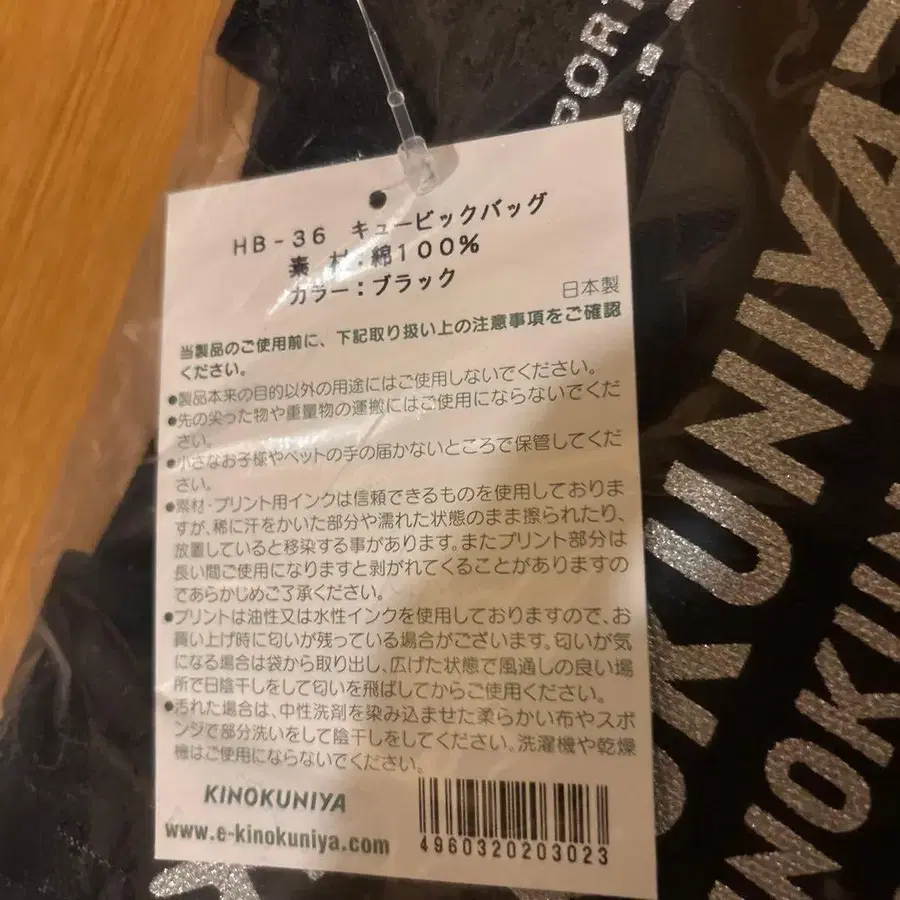 HB-36 キュービックバッグ
素 材:綿100%
カラー:ブラック
日本製
当製品のご使用前に、下記取り扱い上の注意事項をご確認
ください。
●製品本来の目的以外の用途にはご使用しないでください。
●先の尖った物や重量物の運搬にはご使用にならないでくだ
さい。
●小さなお子様やペットの手の届かないところで保管してくだ
さい。
●素材・プリント用インクは信頼できるものを使用しておりま
すが、稀に汗をかいた部分や濡れた状態のまま擦られたり、
放置していると移染する事があります。またプリント部分は
長い間ご使用になりますと剥がれてくることがありますの
であらかじめご了承ください。
●プリントは油性又は水性インクを使用しておりますので、お
買い上げ時に匂いが残っている場合がございます。匂いが気
になる場合は袋から取り出し、広げた状態で風通しの良い場
所で日陰干しをして匂いを飛ばしてからご使用ください。
●汚れた場合は、中性洗剤を染み込ませた柔らかい布やスポ
ンジで部分洗いをして陰干しをしてください。洗濯機や乾燥
機はご使用にならないでください。
KINOKUNIYA
www.e-kinokuniya.com
4960320203023
PORT
KUNIYA
INOKUN